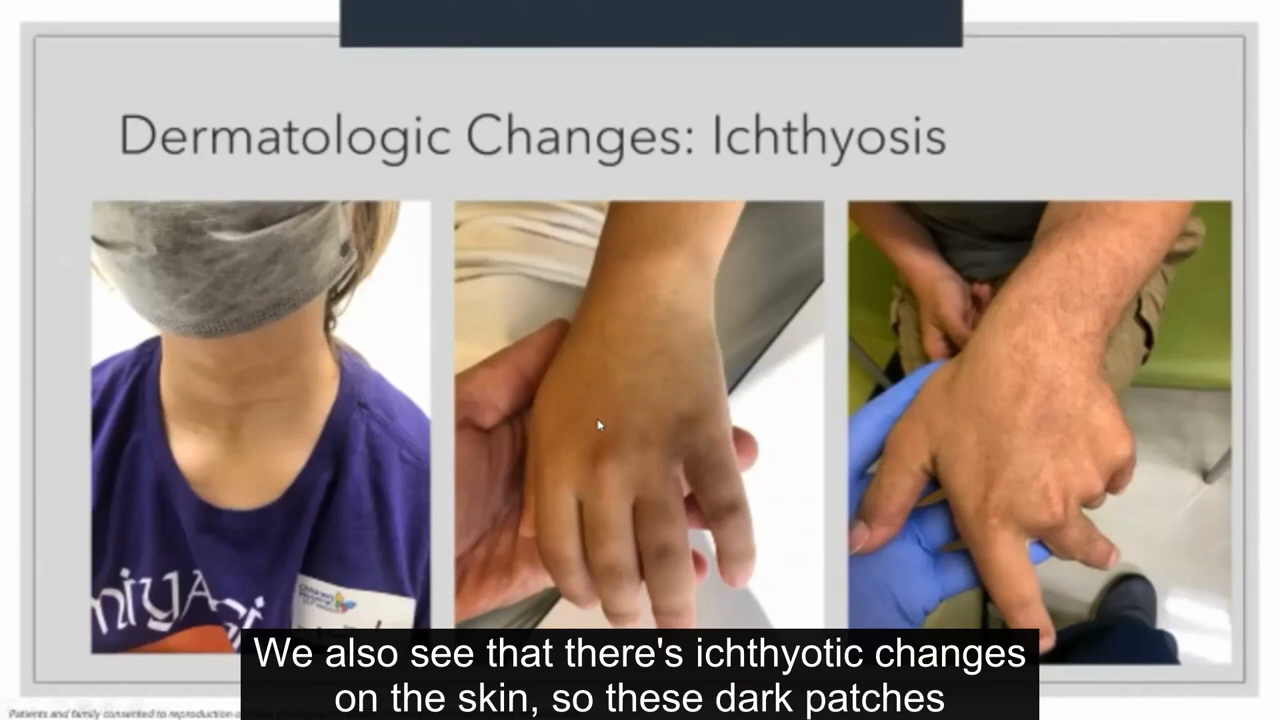 Dermatologic Changes: Ichthyosis
We also see that there's ichthyotic changes
on the skin, so these dark patches
Patients and family consented to reproduction